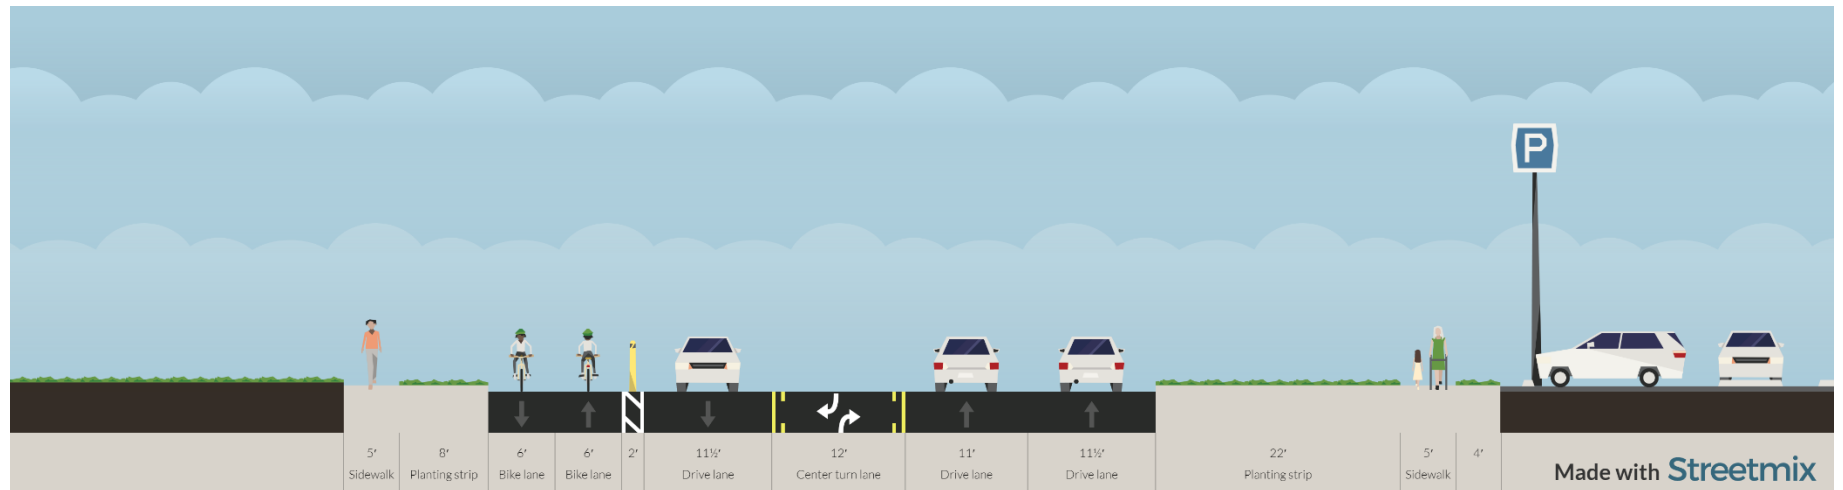 P
5′ 8′ 6′ 6′ 2′ 11½′ 12′ 11′ 11½′ 22′ 5′ 4′
Sidewalk Planting strip Bike lane Bike lane Drive lane Center turn lane Drive lane Drive lane Planting strip Sidewalk
Made with Streetmix